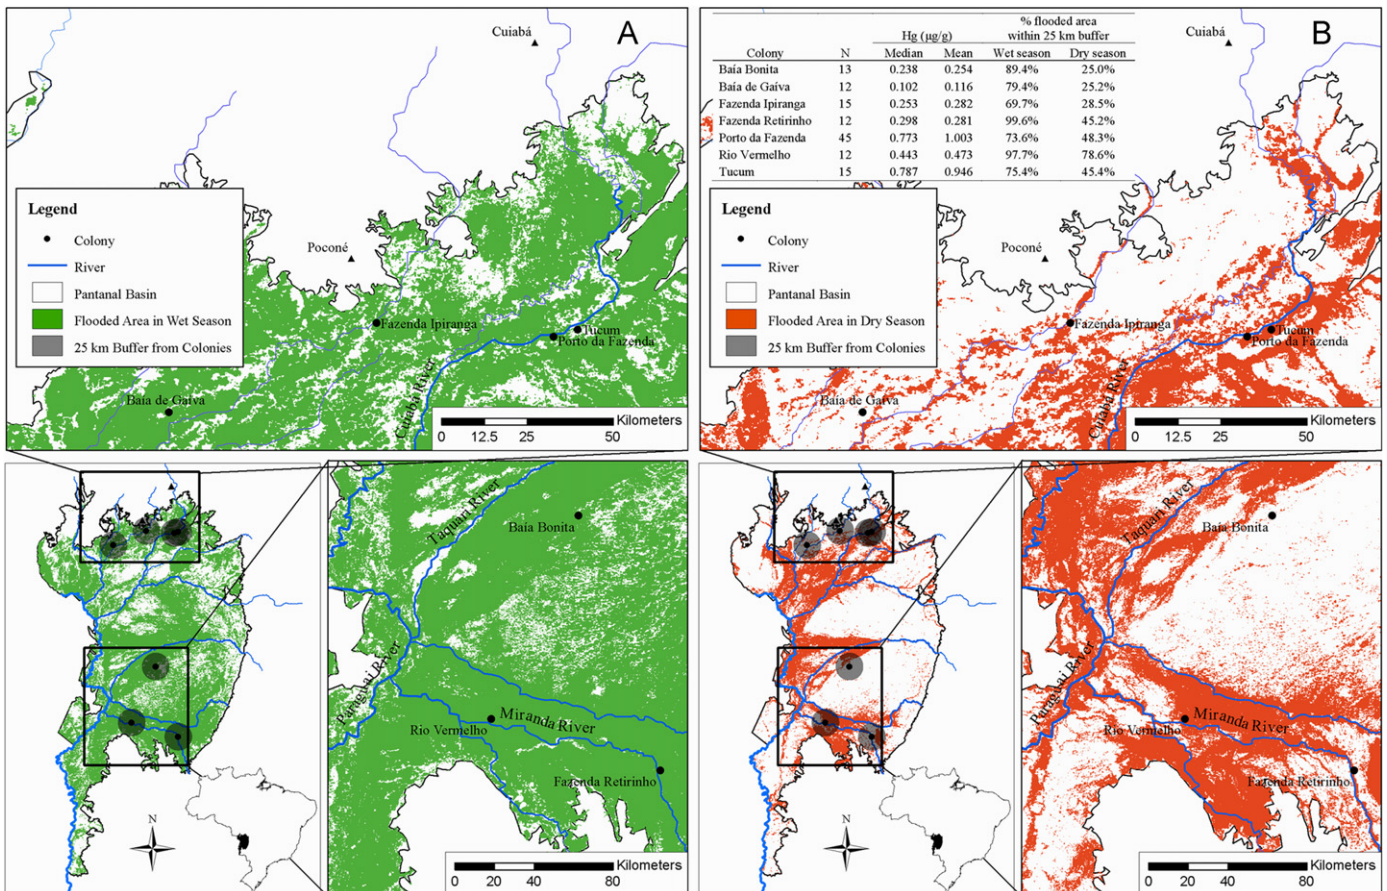 Cuiabá
A
Poconé
Legend
Colony
River
Pantanal Basin
Flooded Area in Wet Season
25 km Buffer from Colonies
Fazenda Ipiranga
Tucum
Porto da Fazenda
Baía de Gaíva
Cuiabá River
Kilometers
0 12.5 25 50
B
% flooded area
Hg (µg/g) within 25 km buffer
Colony N Median Mean Wet season Dry season
Baía Bonita 13 0.238 0.254 89.4% 25.0%
Baía de Gaíva 12 0.102 0.116 79.4% 25.2%
Fazenda Ipiranga 15 0.253 0.282 69.7% 28.5%
Fazenda Retirinho 12 0.298 0.281 99.6% 45.2%
Porto da Fazenda 45 0.773 1.003 73.6% 48.3%
Rio Vermelho 12 0.443 0.473 97.7% 78.6%
Tucum 15 0.787 0.946 75.4% 45.4%
Cuiabá
Poconé
Legend
Colony
River
Pantanal Basin
Flooded Area in Dry Season
25 km Buffer from Colonies
Fazenda Ipiranga
Tucum
Porto da Fazenda
Baía de Gaíva
Cuiabá River
Kilometers
0 12.5 25 50
N
Taquari River
Baía Bonita
Paraguai River
Miranda River
Rio Vermelho
Fazenda Retirinho
Kilometers
0 20 40 80
N
Taquari River
Baía Bonita
Paraguai River
Miranda River
Rio Vermelho
Fazenda Retirinho
Kilometers
0 20 40 80